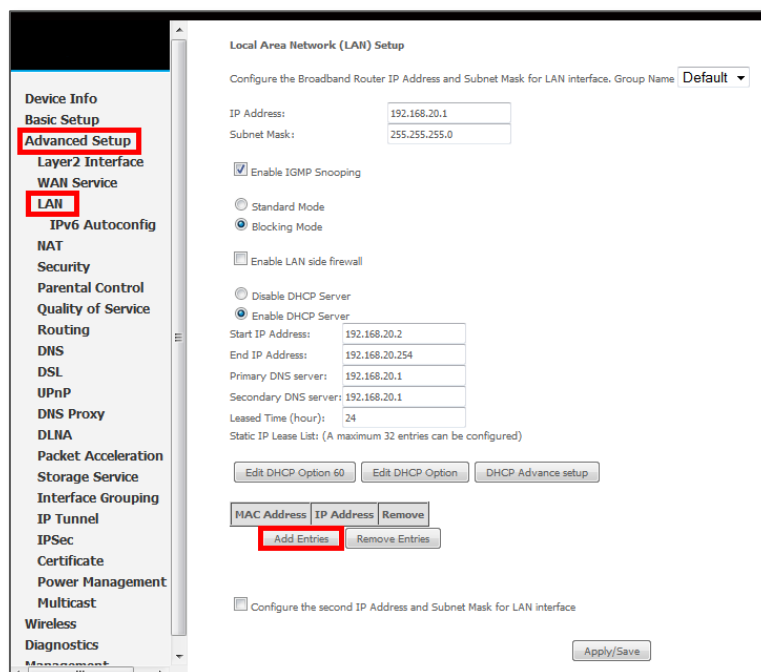 Local Area Network (LAN) Setup
Configure the Broadband Router IP Address and Subnet Mask for LAN interface. Group Name Default
IP Address: 192.168.20.1
Subnet Mask: 255.255.255.0
Enable IGMP Snooping
Standard Mode
Blocking Mode
Enable LAN side firewall
Disable DHCP Server
Enable DHCP Server
Start IP Address: 192.168.20.2
End IP Address: 192.168.20.254
Primary DNS server: 192.168.20.1
Secondary DNS server: 192.168.20.1
Leased Time (hour): 24
Static IP Lease List: (A maximum 32 entries can be configured)
Edit DHCP Option 60 Edit DHCP Option DHCP Advance setup
MAC Address IP Address Remove
Add Entries Remove Entries
Configure the second IP Address and Subnet Mask for LAN interface
Apply/Save
Device Info
Basic Setup
Advanced Setup
Layer2 Interface
WAN Service
LAN
IPv6 Autoconfig
NAT
Security
Parental Control
Quality of Service
Routing
DNS
DSL
UPnP
DNS Proxy
DLNA
Packet Acceleration
Storage Service
Interface Grouping
IP Tunnel
IPSec
Certificate
Power Management
Multicast
Wireless
Diagnostics
Management